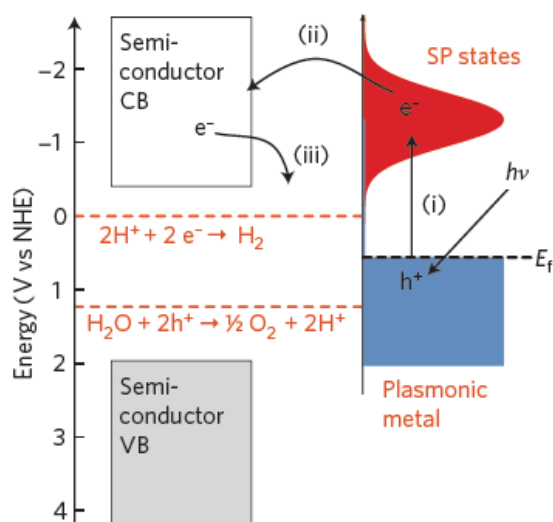 Energy (V vs NHE)
−2
−1
0
1
2
3
4
Semi-
conductor
CB
e⁻
(ii)
(iii)
SP states
e⁻
(i)
hν
E_f
h⁺
2H⁺ + 2 e⁻ → H₂
H₂O + 2h⁺ → ½ O₂ + 2H⁺
Semi-
conductor
VB
Plasmonic
metal